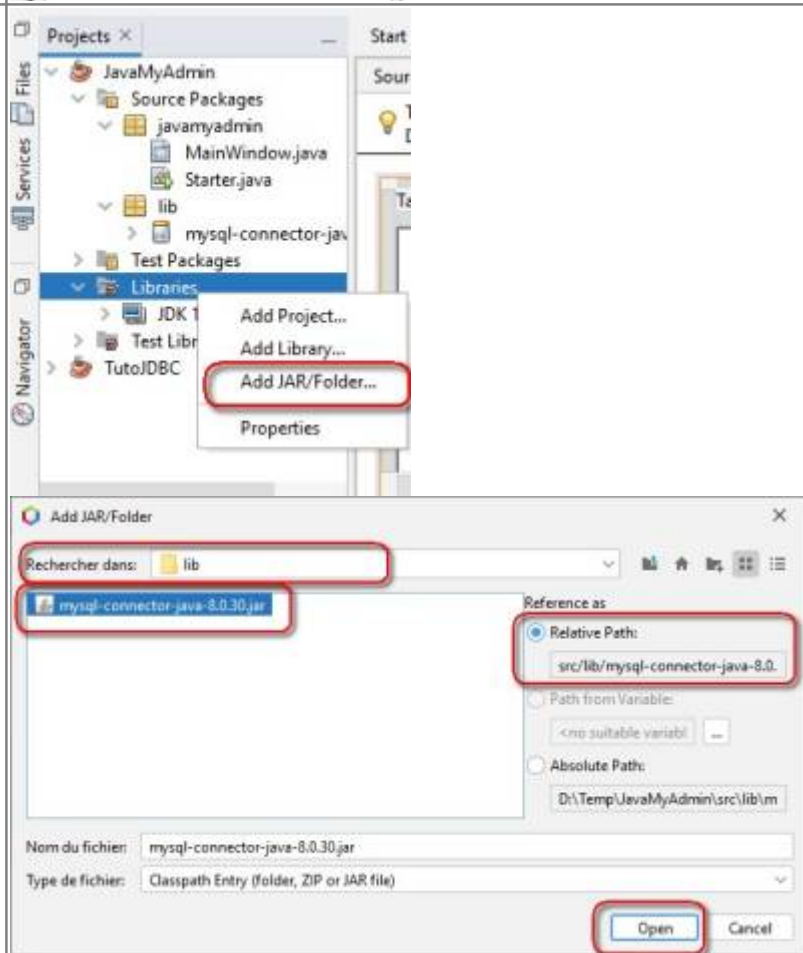 Projects
Start
Files
JavaMyAdmin
Sour
Source Packages
javamyadmin
MainWindow.java
Services
Starter.java
Ta
lib
mysql-connector-jav
Test Packages
Libraries
JDK 1
Add Project...
Test Libr
Add Library...
Navigator
TutoJDBC
Add JAR/Folder...
Properties
Add JAR/Folder
Rechercher dans: lib
mysql-connector-java-8.0.30.jar
Reference as
Relative Path:
src/lib/mysql-connector-java-8.0.
Path from Variable:
<no suitable variabl ...
Absolute Path:
D:\Temp\JavaMyAdmin\src\lib\m
Nom du fichier: mysql-connector-java-8.0.30.jar
Type de fichier: Classpath Entry (folder, ZIP or JAR file)
Open Cancel